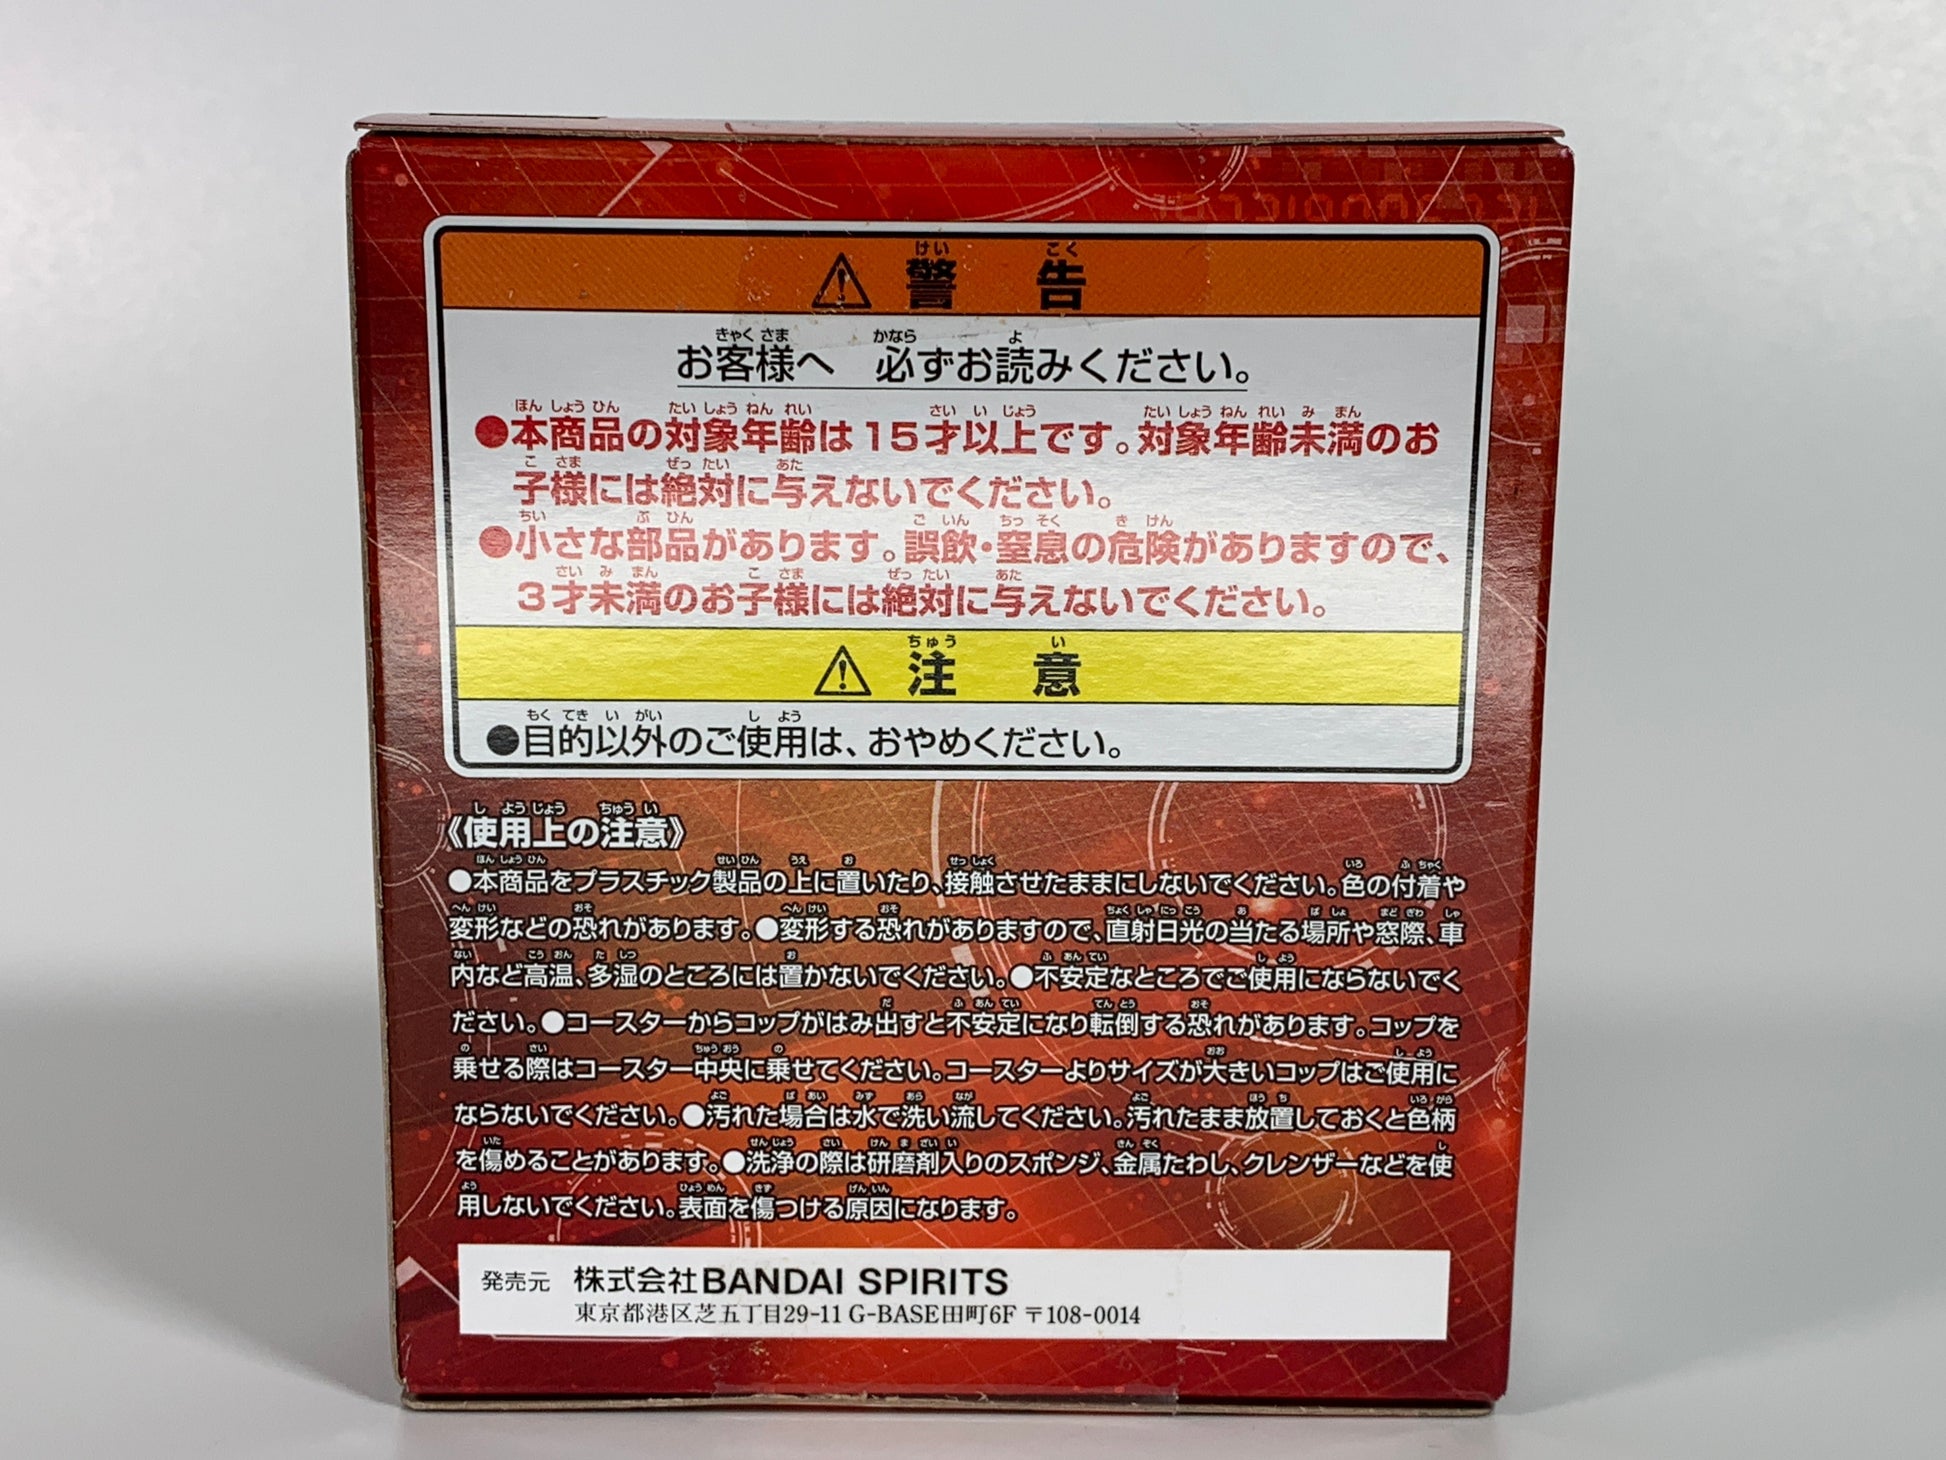 警告
お客様へ 必ずお読みください。
●本商品の対象年齢は15才以上です。対象年齢未満のお
子様には絶対に与えないでください。
●小さな部品があります。誤飲・窒息の危険がありますので、
3才未満のお子様には絶対に与えないでください。
注意
●目的以外のご使用は、おやめください。
《使用上の注意》
●本商品をプラスチック製品の上に置いたり、接触させたままにしないでください。色の付着や
変形などの恐れがあります。●変形する恐れがありますので、直射日光の当たる場所や窓際、車
内など高温、多湿のところには置かないでください。●不安定なところでご使用にならないでく
ださい。●コースターからコップがはみ出すと不安定になり転倒する恐れがあります。コップを
乗せる際はコースター中央に乗せてください。コースターよりサイズが大きいコップはご使用に
ならないでください。●汚れた場合は水で洗い流してください。汚れたまま放置しておくと色柄
を傷めることがあります。●洗浄の際は研磨剤入りのスポンジ、金属たわし、クレンザーなどを使
用しないでください。表面を傷つける原因になります。
発売元 株式会社BANDAI SPIRITS
東京都港区芝五丁目29-11 G-BASE田町6F 〒108-0014